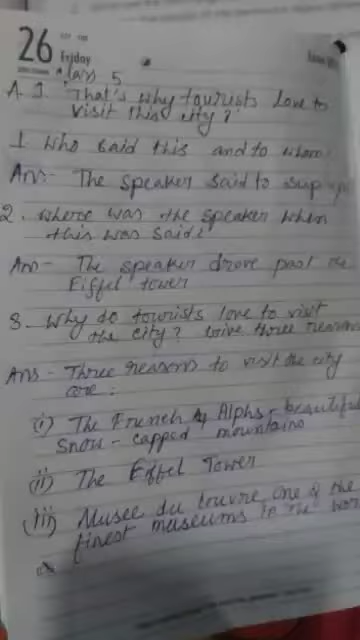 26
Friday
Class 5
A. I "That's why tourists love to
visit this city?"
1 Who said this and to whom
Ans- The speaker said to
2. Where was the speaker when
this was said?
Ans- The speaker drove past the
Eiffel tower
3. Why do tourists love to visit
the city? Give three reasons
Ans- Three reasons to visit the city
are:
(i) The French Alphs - beautiful
snow-capped mountains
(ii) The Effel Tower
(iii) Musee du louvre, one of the
finest museums in the